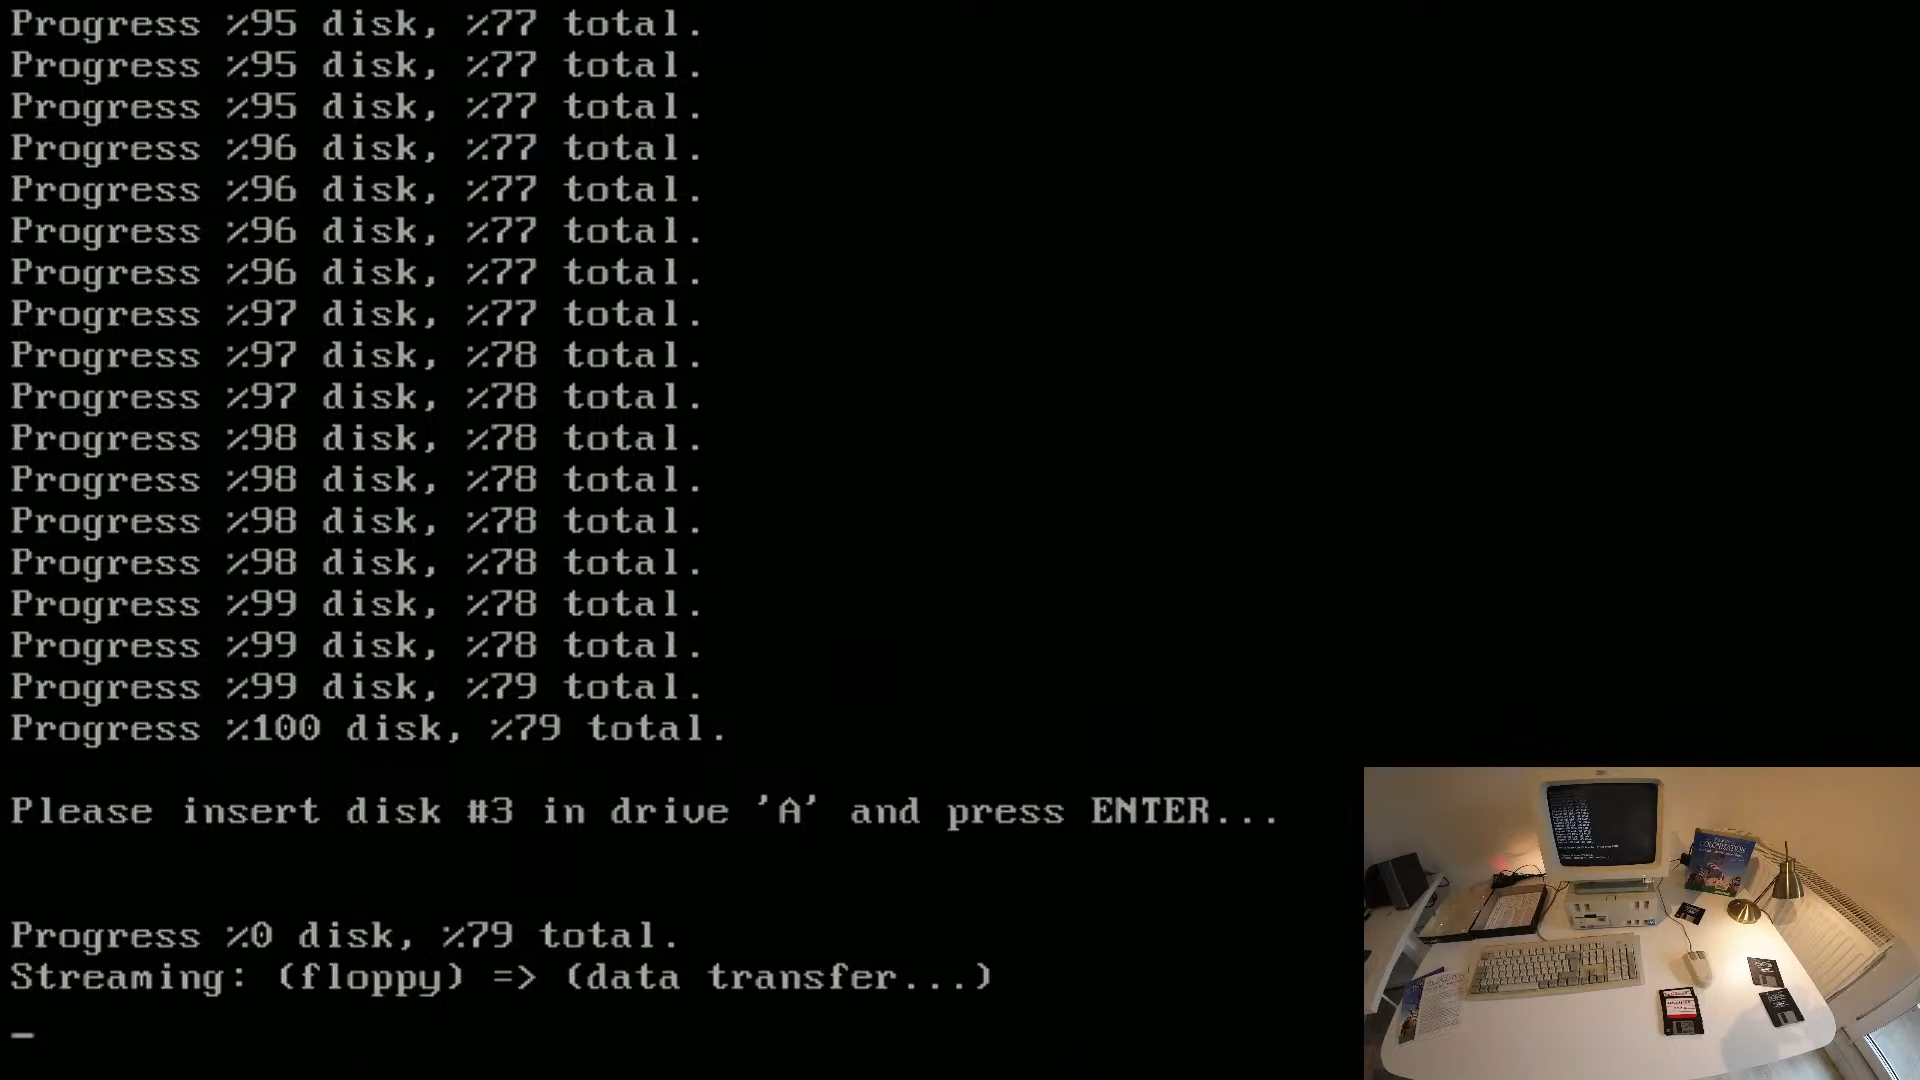 Progress %95 disk, %77 total.
Progress %95 disk, %77 total.
Progress %95 disk, %77 total.
Progress %96 disk, %77 total.
Progress %96 disk, %77 total.
Progress %96 disk, %77 total.
Progress %96 disk, %77 total.
Progress %97 disk, %77 total.
Progress %97 disk, %78 total.
Progress %97 disk, %78 total.
Progress %98 disk, %78 total.
Progress %98 disk, %78 total.
Progress %98 disk, %78 total.
Progress %98 disk, %78 total.
Progress %99 disk, %78 total.
Progress %99 disk, %78 total.
Progress %99 disk, %79 total.
Progress %100 disk, %79 total.
Please insert disk #3 in drive 'A' and press ENTER...
Progress %0 disk, %79 total.
Streaming: (floppy) => (data transfer...)
_
COLONIZATION